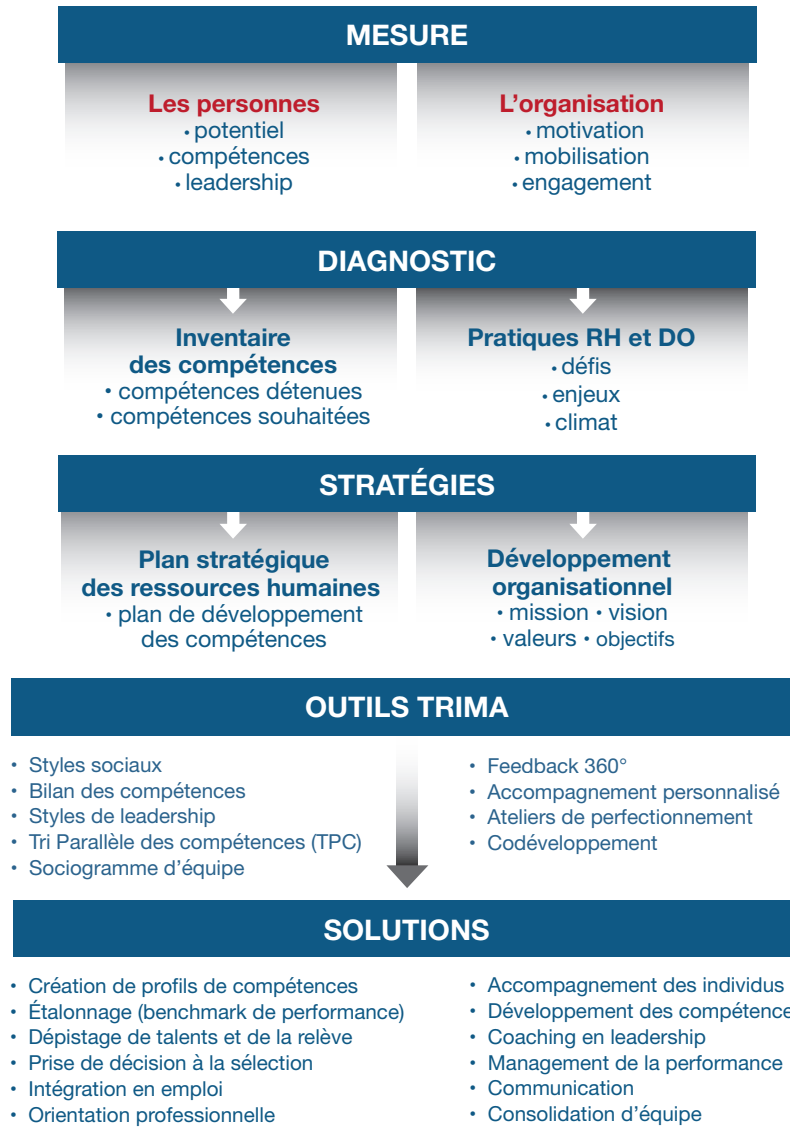 MESURE
Les personnes
• potentiel
• compétences
• leadership
L'organisation
• motivation
• mobilisation
• engagement
DIAGNOSTIC
Inventaire
des compétences
• compétences détenues
• compétences souhaitées
Pratiques RH et DO
• défis
• enjeux
• climat
STRATÉGIES
Plan stratégique
des ressources humaines
• plan de développement
des compétences
Développement
organisationnel
• mission • vision
• valeurs • objectifs
OUTILS TRIMA
• Styles sociaux
• Bilan des compétences
• Styles de leadership
• Tri Parallèle des compétences (TPC)
• Sociogramme d'équipe
• Feedback 360°
• Accompagnement personnalisé
• Ateliers de perfectionnement
• Codéveloppement
SOLUTIONS
• Création de profils de compétences
• Étalonnage (benchmark de performance)
• Dépistage de talents et de la relève
• Prise de décision à la sélection
• Intégration en emploi
• Orientation professionnelle
• Accompagnement des individus
• Développement des compétence
• Coaching en leadership
• Management de la performance
• Communication
• Consolidation d'équipe